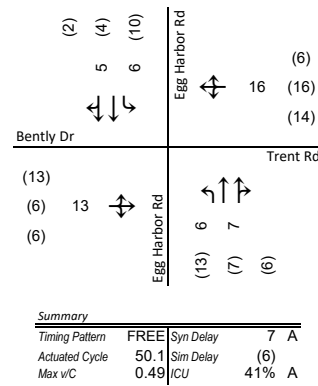 (2) (4) (10)
5 6
Egg Harbor Rd
(6)
16 (16)
(14)
Bently Dr
Trent Rd
(13)
(6) 13
(6)
Egg Harbor Rd
6 7
(13) (7) (6)
Summary
Timing Pattern FREE Syn Delay 7 A
Actuated Cycle 50.1 Sim Delay (6)
Max v/C 0.49 ICU 41% A